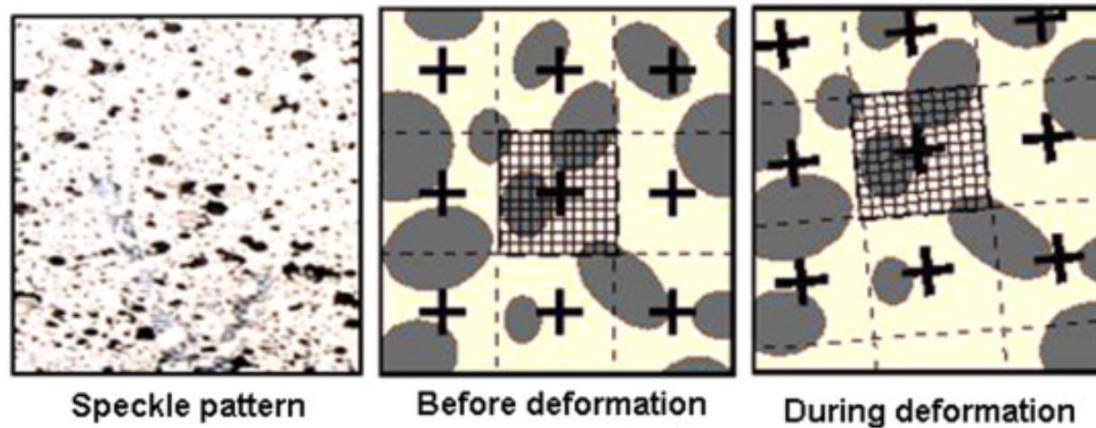 Speckle pattern
Before deformation
During deformation